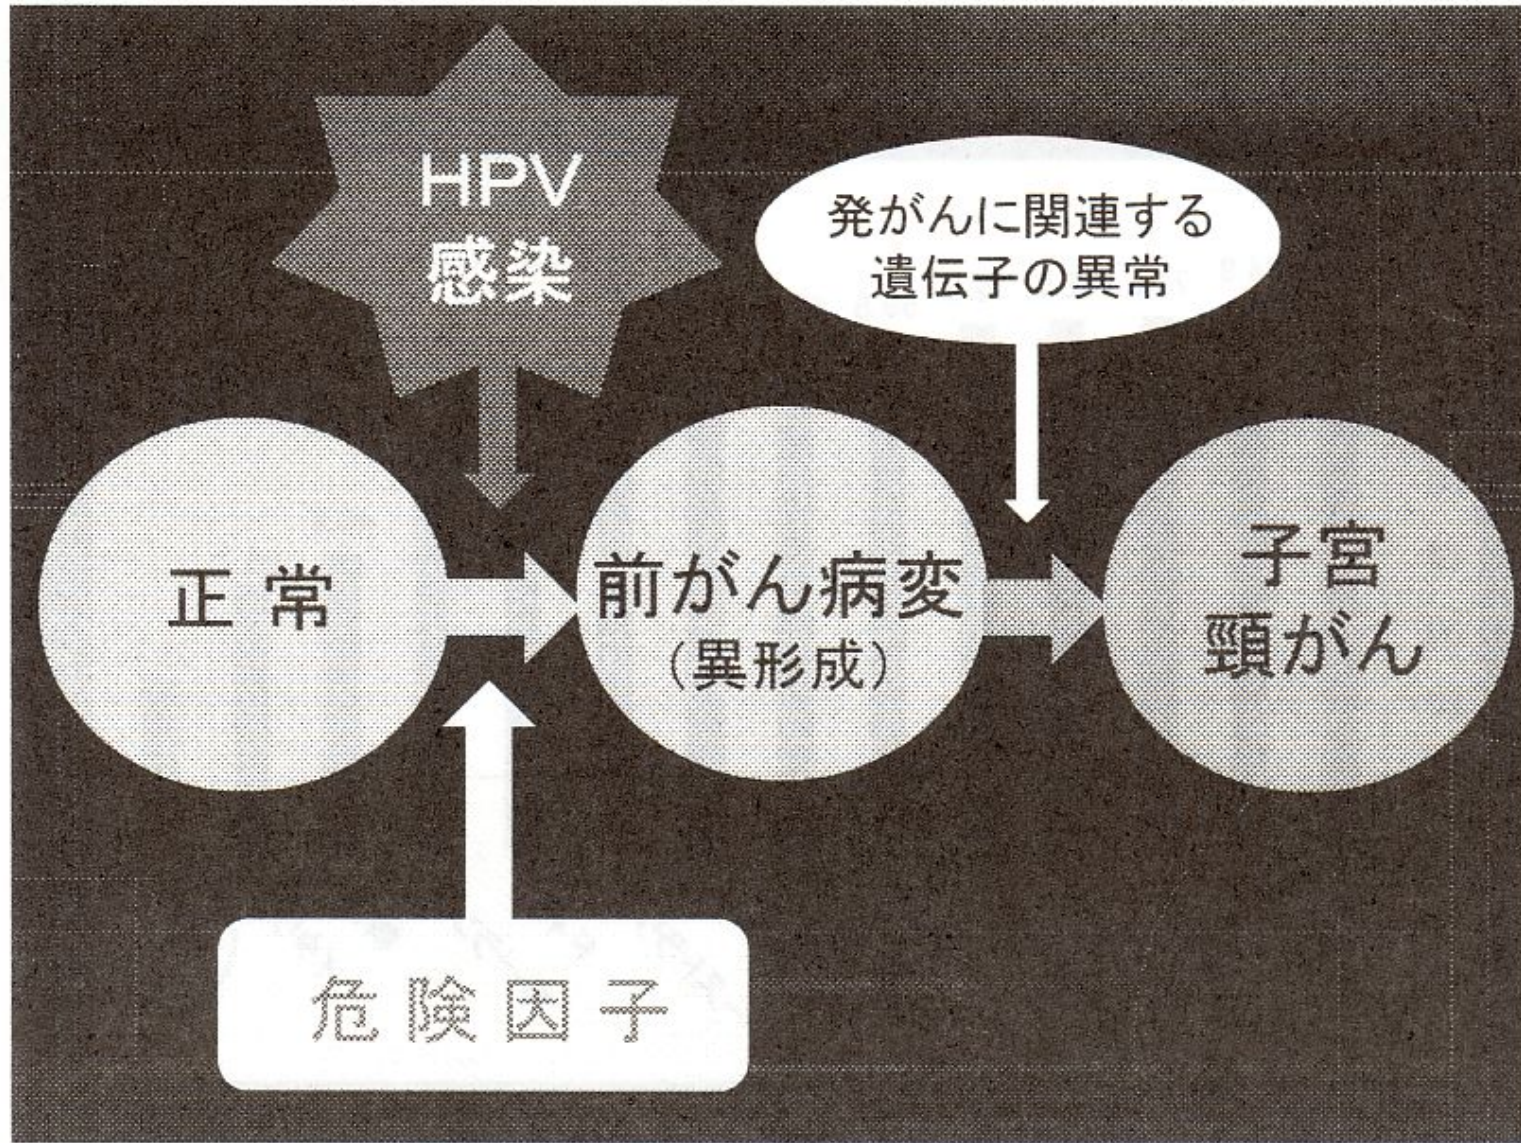 HPV
感染
発がんに関連する
遺伝子の異常
正常
前がん病変
（異形成）
子宮
頸がん
危険因子